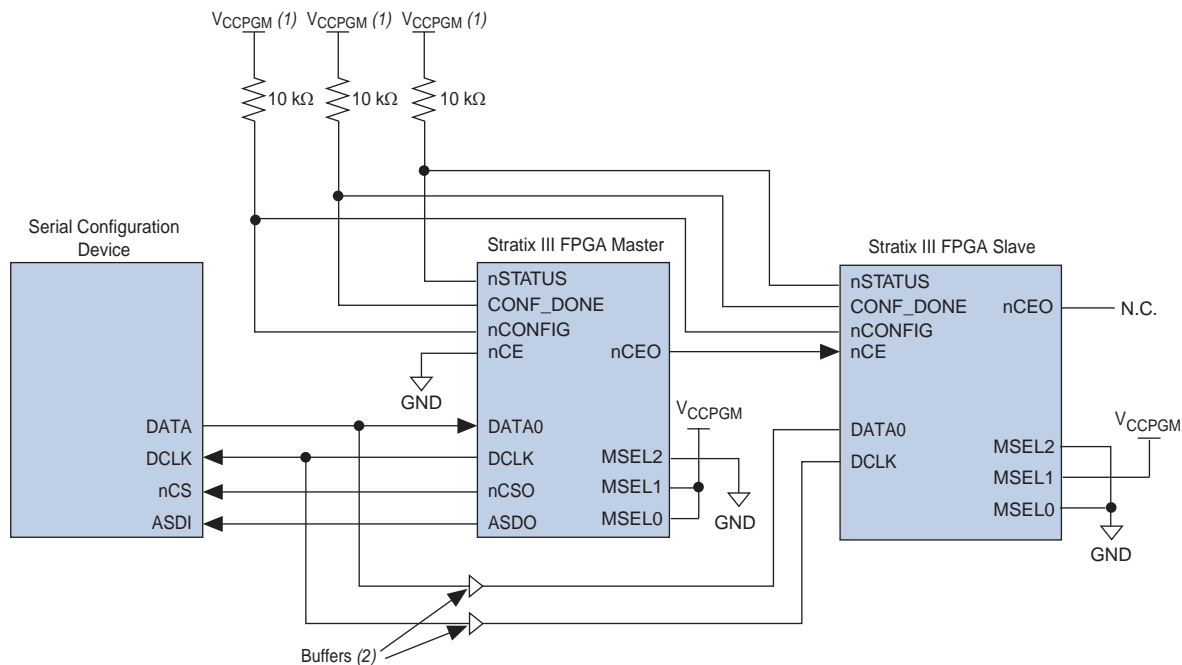 VCCPGM (1) VCCPGM (1) VCCPGM (1)
10 kΩ 10 kΩ 10 kΩ
Serial Configuration
Device
Stratix III FPGA Master
Stratix III FPGA Slave
nSTATUS
CONF_DONE
nCONFIG
nCE
nCEO
GND
nSTATUS
CONF_DONE
nCONFIG
nCE
nCEO
N.C.
DATA
DCLK
nCS
ASDI
DATA0
DCLK
nCSO
ASDO
VCCPGM
MSEL2
MSEL1
MSEL0
GND
DATA0
DCLK
VCCPGM
MSEL2
MSEL1
MSEL0
GND
Buffers (2)